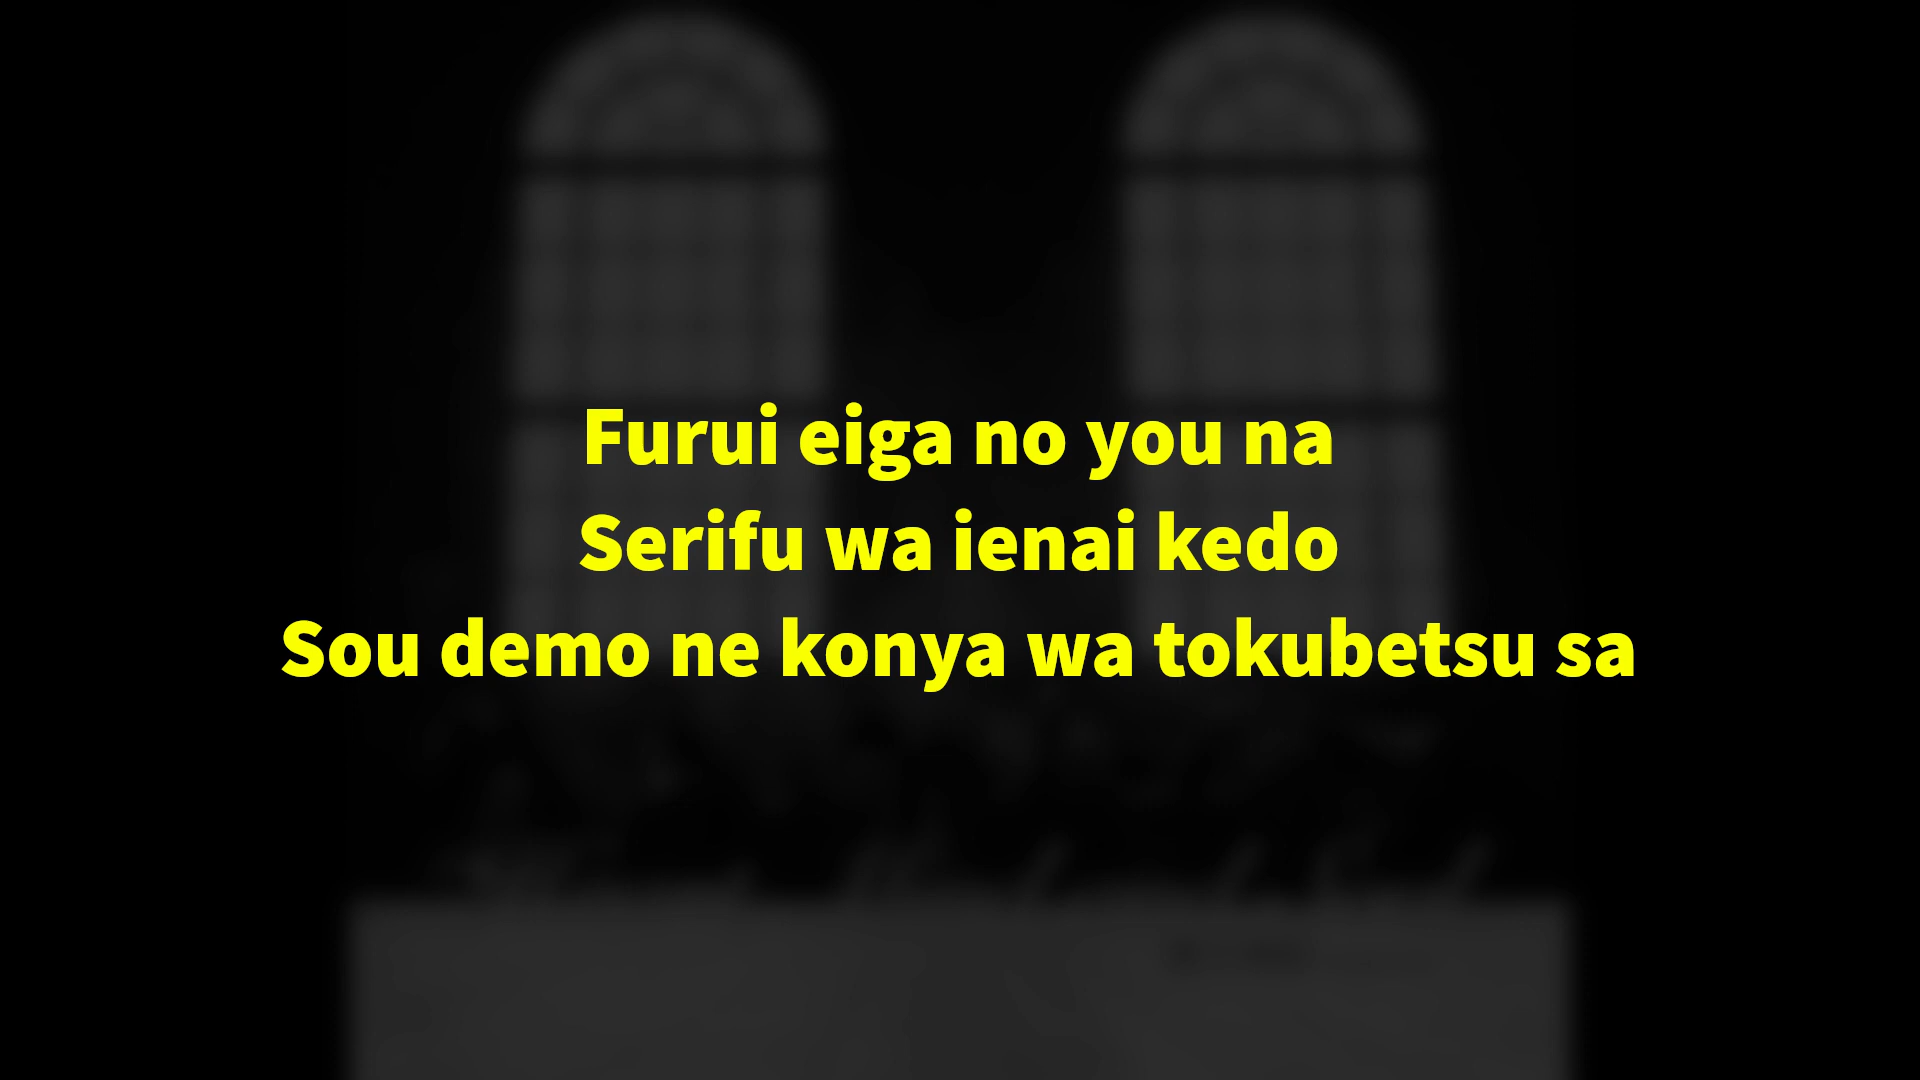 Furui eiga no you na
Serifu wa ienai kedo
Sou demo ne konya wa tokubetsu sa